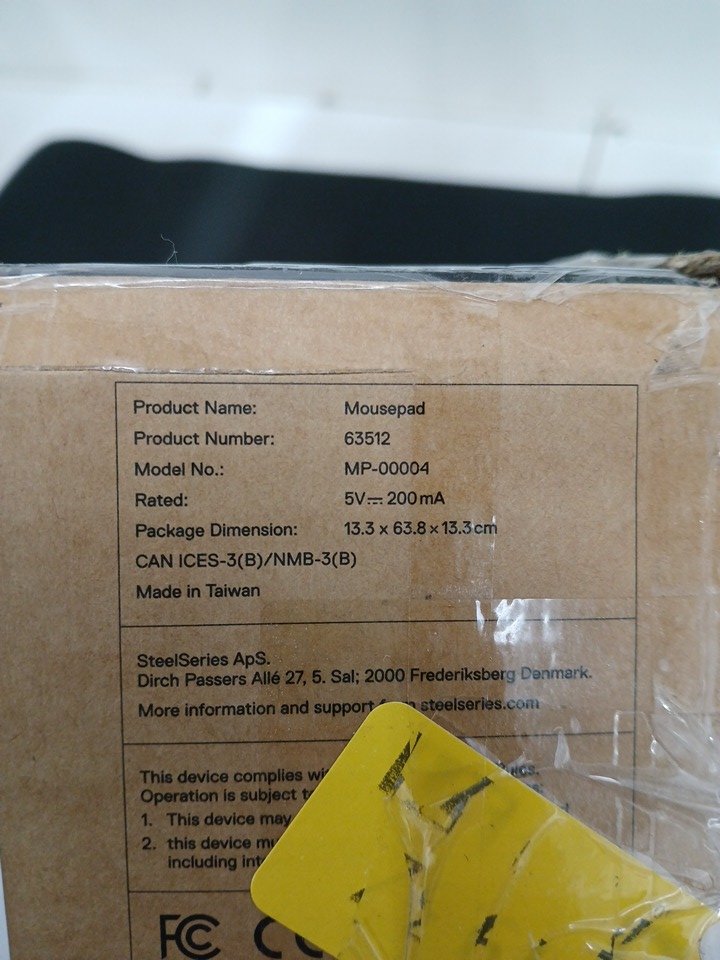 Product Name: Mousepad
Product Number: 63512
Model No.: MP-00004
Rated: 5V⎓200mA
Package Dimension: 13.3 x 63.8 x 13.3cm
CAN ICES-3(B)/NMB-3(B)
Made in Taiwan
SteelSeries ApS.
Dirch Passers Allé 27, 5. Sal; 2000 Frederiksberg Denmark.
More information and support from steelseries.com
This device complies
Operation is subject
1. This device may
2. this device
including
FC CE